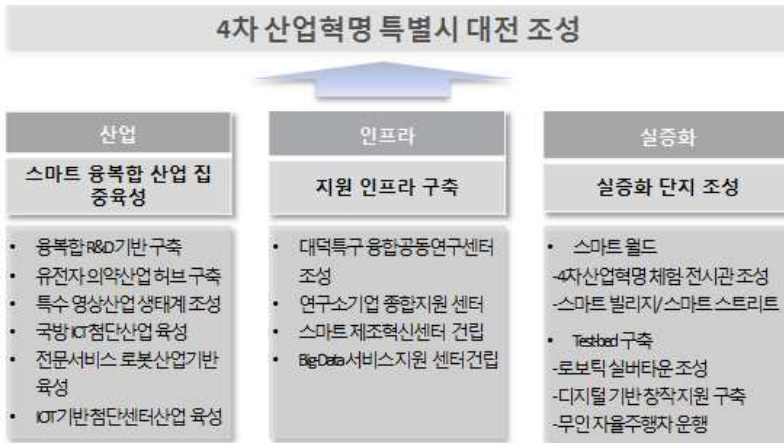 4차 산업혁명 특별시 대전 조성
산업
스마트 융복합 산업 집
중육성
• 융복합 R&D기반 구축
• 유전자 의약산업 허브 구축
• 특수 영상산업 생태계 조성
• 국방 ICT첨단산업 육성
• 전문서비스 로봇산업기반
육성
• IOT기반 첨단센터산업 육성
인프라
지원 인프라 구축
• 대덕특구 융합공동연구센터
조성
• 연구소기업 종합지원 센터
• 스마트 제조혁신센터 건립
• Big-Data 서비스지원 센터건립
실증화
실증화 단지 조성
• 스마트 월드
-4차산업혁명 체험·전시관 조성
-스마트 빌리지/스마트 스트리트
• Testbed 구축
-로보틱 실버타운 조성
-디지털 기반 창작지원 구축
-무인 자율주행차 운행